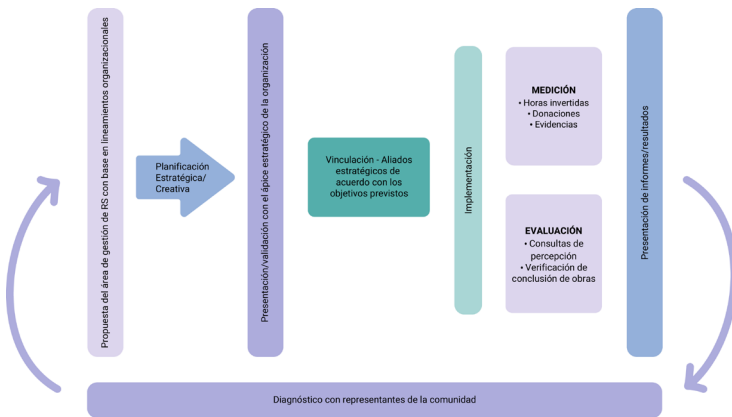 Propuesta del área de gestión de RS con base en lineamientos organizacionales
Planificación
Estratégica/
Creativa
Presentación/validación con el ápice estratégico de la organización
Vinculación - Aliados
estratégicos de
acuerdo con los
objetivos previstos
Implementación
MEDICIÓN
• Horas invertidas
• Donaciones
• Evidencias
EVALUACIÓN
• Consultas de
percepción
• Verificación de
conclusión de obras
Presentación de informes/resultados
Diagnóstico con representantes de la comunidad